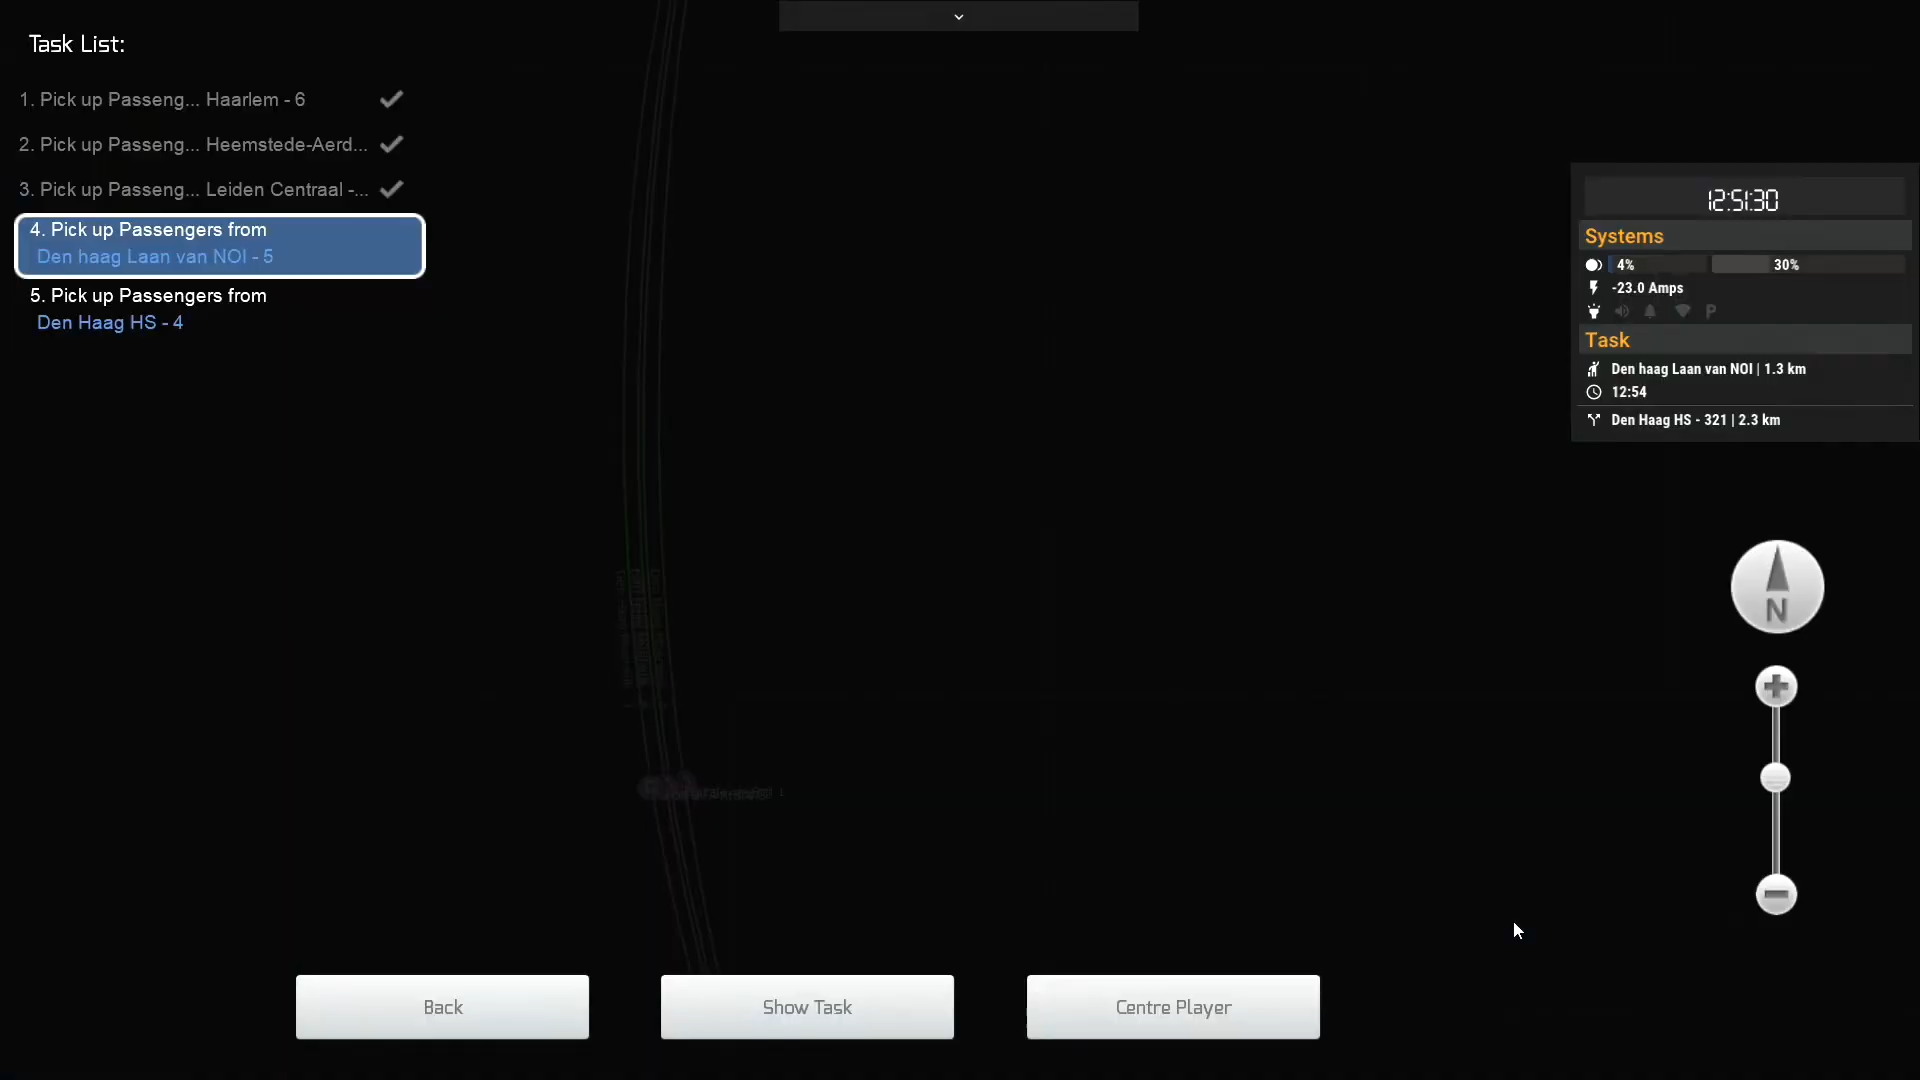 Task List:
1. Pick up Passeng... Haarlem - 6
2. Pick up Passeng... Heemstede-Aerd...
3. Pick up Passeng... Leiden Centraal -...
4. Pick up Passengers from
Den haag Laan van NOI - 5
5. Pick up Passengers from
Den Haag HS - 4
12:51:30
Systems
4% 30%
-23.0 Amps
P
Task
Den haag Laan van NOI | 1.3 km
12:54
Den Haag HS - 321 | 2.3 km
N
Back
Show Task
Centre Player